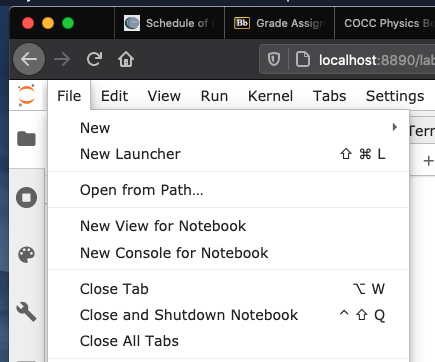 Schedule of
Bb Grade Assign
COCC Physics Be
localhost:8890/lab
File Edit View Run Kernel Tabs Settings
New
New Launcher ⇧ ⌘ L
Open from Path...
New View for Notebook
New Console for Notebook
Close Tab ⌥ W
Close and Shutdown Notebook ^ ⇧ Q
Close All Tabs
Term